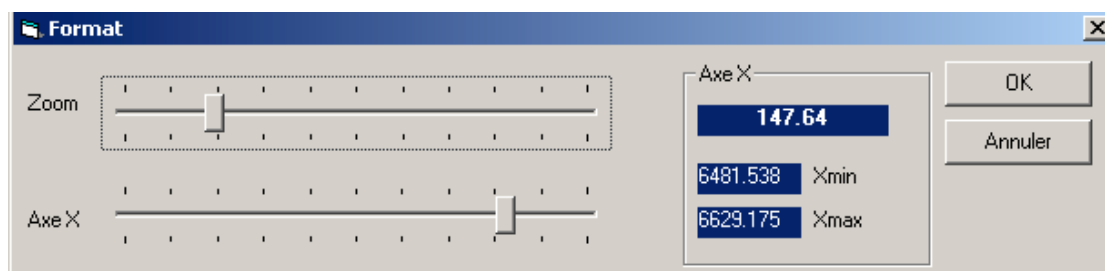 Format
Zoom
Axe X
Axe X
147.64
6481.538 Xmin
6629.175 Xmax
OK
Annuler